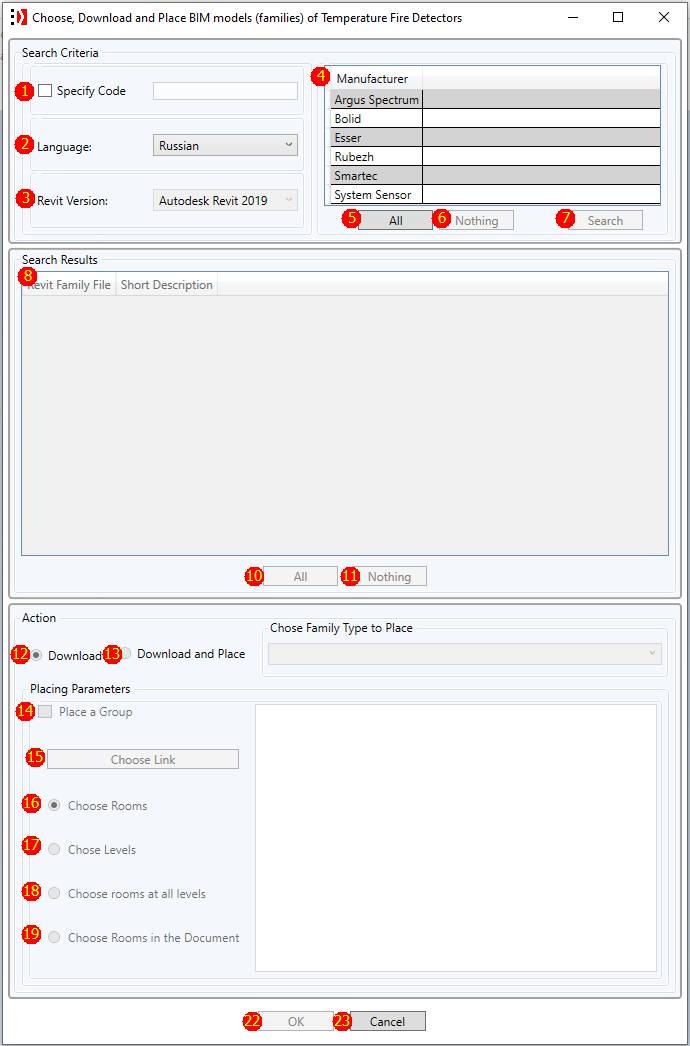 Choose, Download and Place BIM models (families) of Temperature Fire Detectors
Search Criteria
1 Specify Code
2 Language: Russian
3 Revit Version: Autodesk Revit 2019
4 Manufacturer
Argus Spectrum
Bolid
Esser
Rubezh
Smartec
System Sensor
5 All 6 Nothing 7 Search
Search Results
8 Revit Family File Short Description
10 All 11 Nothing
Action
12 Download 13 Download and Place
Chose Family Type to Place
Placing Parameters
14 Place a Group
15 Choose Link
16 Choose Rooms
17 Chose Levels
18 Choose rooms at all levels
19 Choose Rooms in the Document
22 OK 23 Cancel